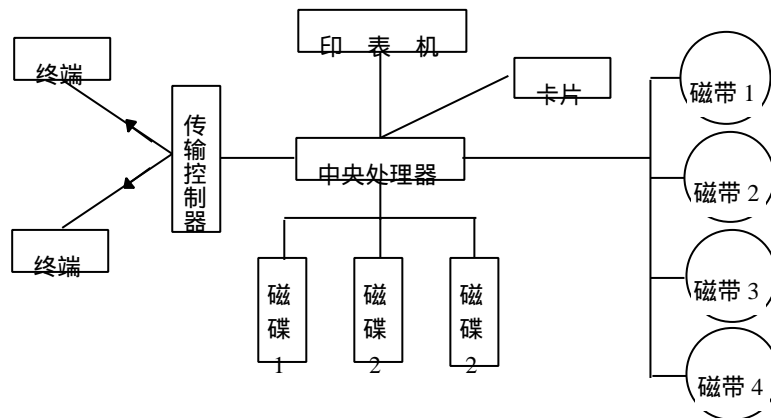 印 表 机
终端
卡片
磁带 1
传输控制器
中央处理器
磁带 2
终端
磁碟1
磁碟2
磁碟2
磁带 3
磁带 4